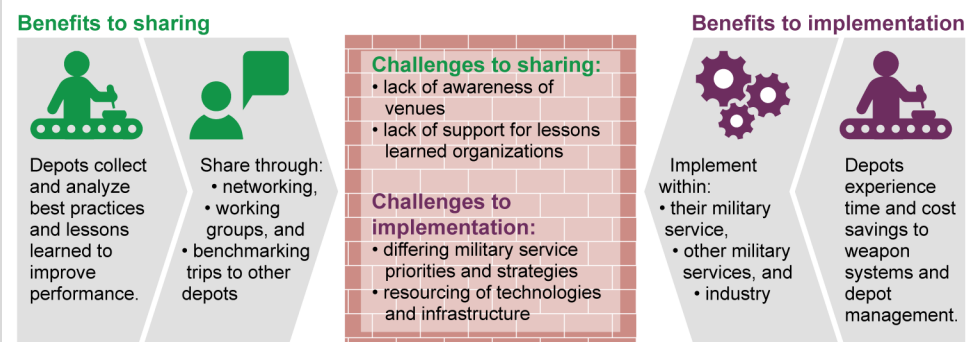 Benefits to sharing
Depots collect
and analyze
best practices
and lessons
learned to
improve
performance.
Share through:
• networking,
• working
groups, and
• benchmarking
trips to other
depots
Challenges to sharing:
• lack of awareness of
venues
• lack of support for lessons
learned organizations
Challenges to
implementation:
• differing military service
priorities and strategies
• resourcing of technologies
and infrastructure
Benefits to implementation
Implement
within:
• their military
service,
• other military
services, and
• industry
Depots
experience
time and cost
savings to
weapon
systems and
depot
management.